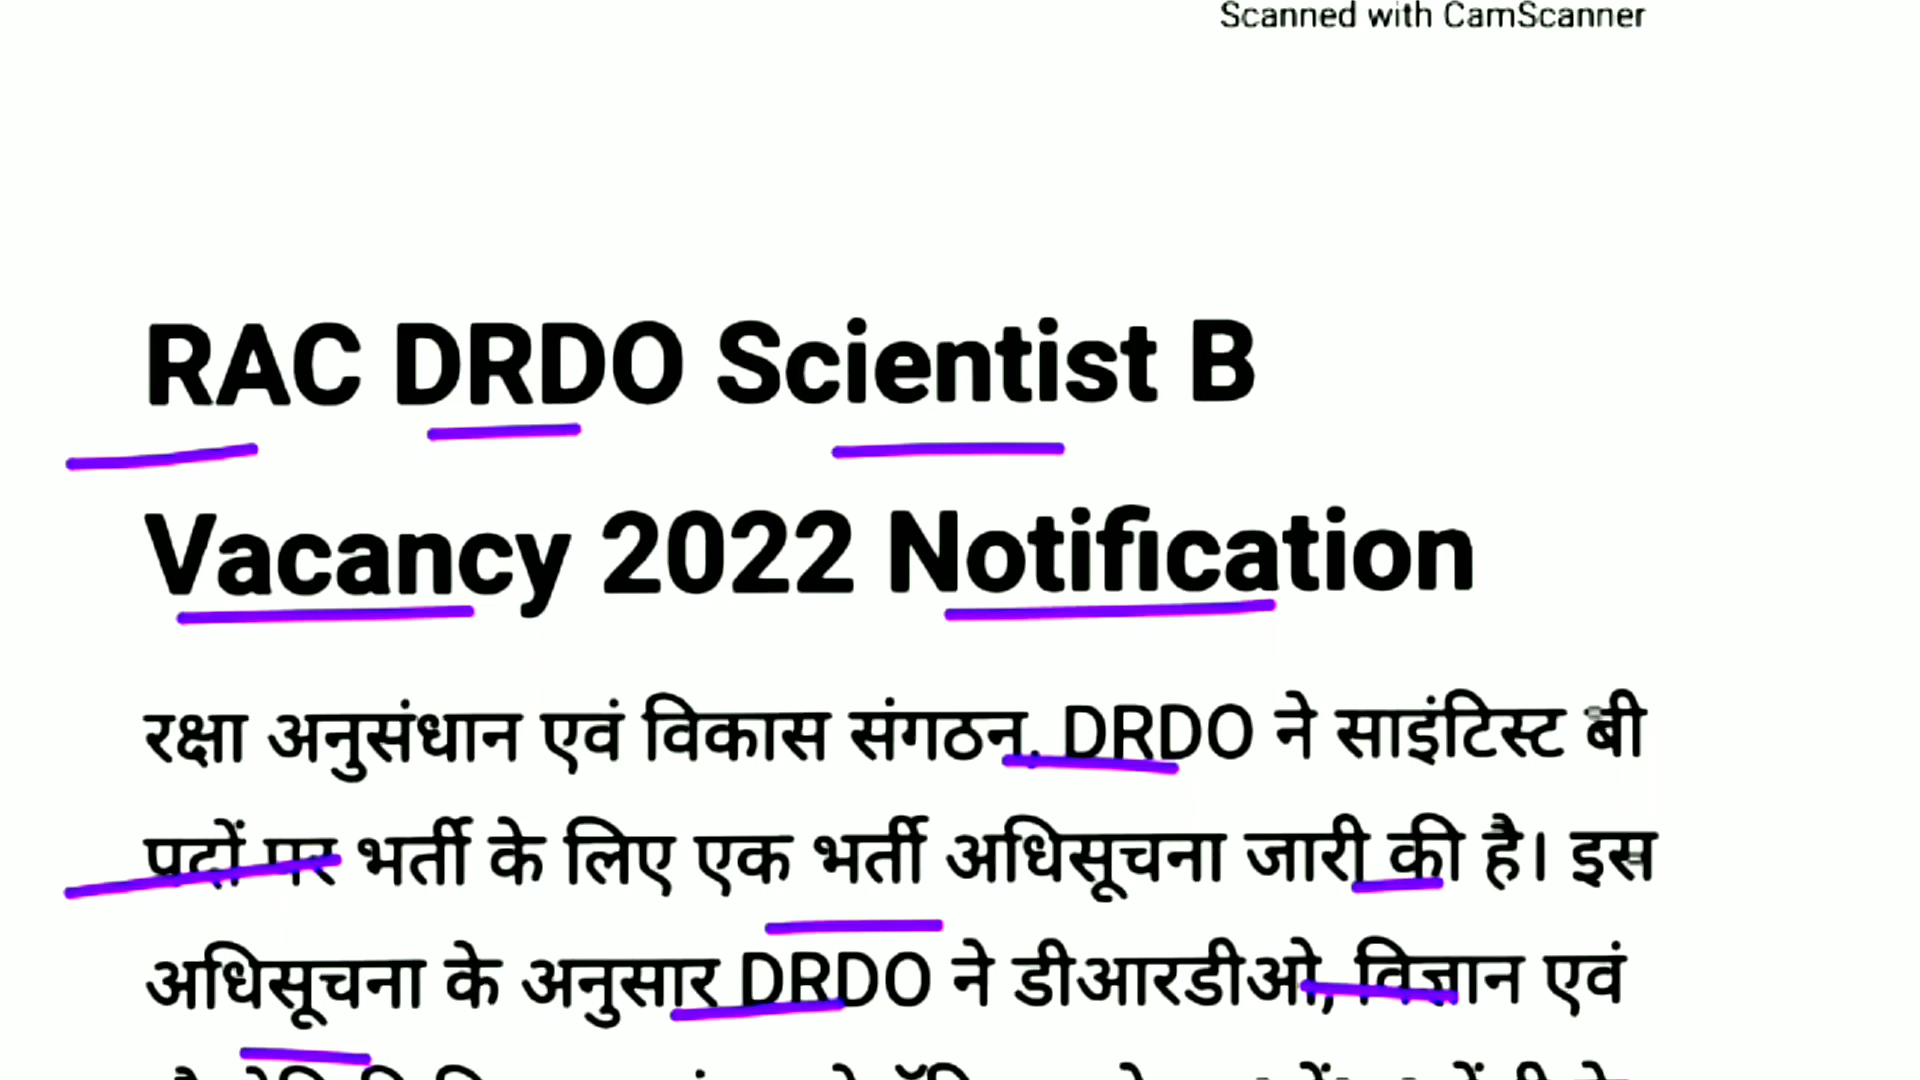 Scanned with CamScanner
RAC DRDO Scientist B
Vacancy 2022 Notification
रक्षा अनुसंधान एवं विकास संगठन, DRDO ने साइंटिस्ट बी
पदों पर भर्ती के लिए एक भर्ती अधिसूचना जारी की है। इस
अधिसूचना के अनुसार DRDO ने डीआरडीओ, विज्ञान एवं